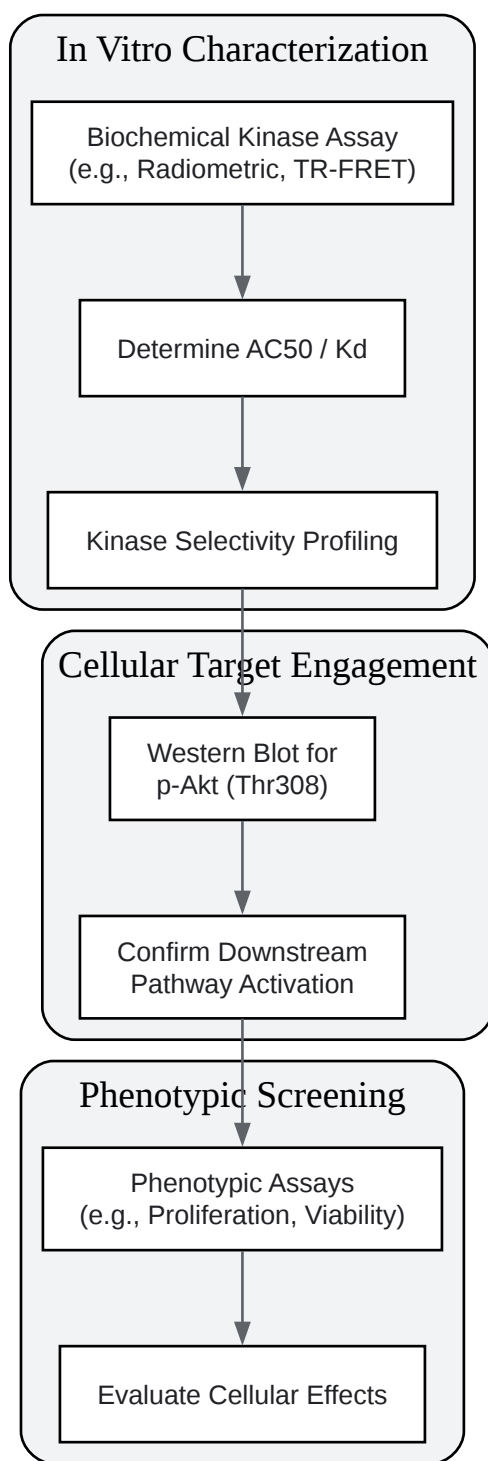 In Vitro Characterization
Biochemical Kinase Assay
(e.g., Radiometric, TR-FRET)
Determine AC50 / Kd
Kinase Selectivity Profiling
Cellular Target Engagement
Western Blot for
p-Akt (Thr308)
Confirm Downstream
Pathway Activation
Phenotypic Screening
Phenotypic Assays
(e.g., Proliferation, Viability)
Evaluate Cellular Effects